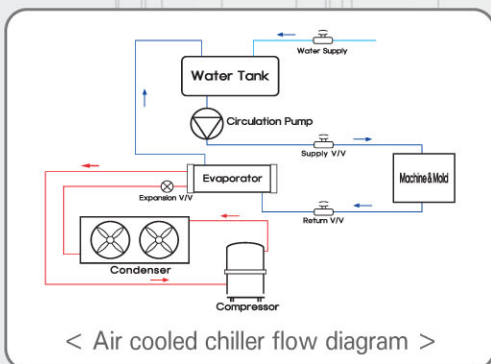 Water Supply
Water Tank
Circulation Pump
Supply V/V
Machine&Mold
Evaporator
Expansion V/V
Return V/V
Condenser
Compressor
< Air cooled chiller flow diagram >